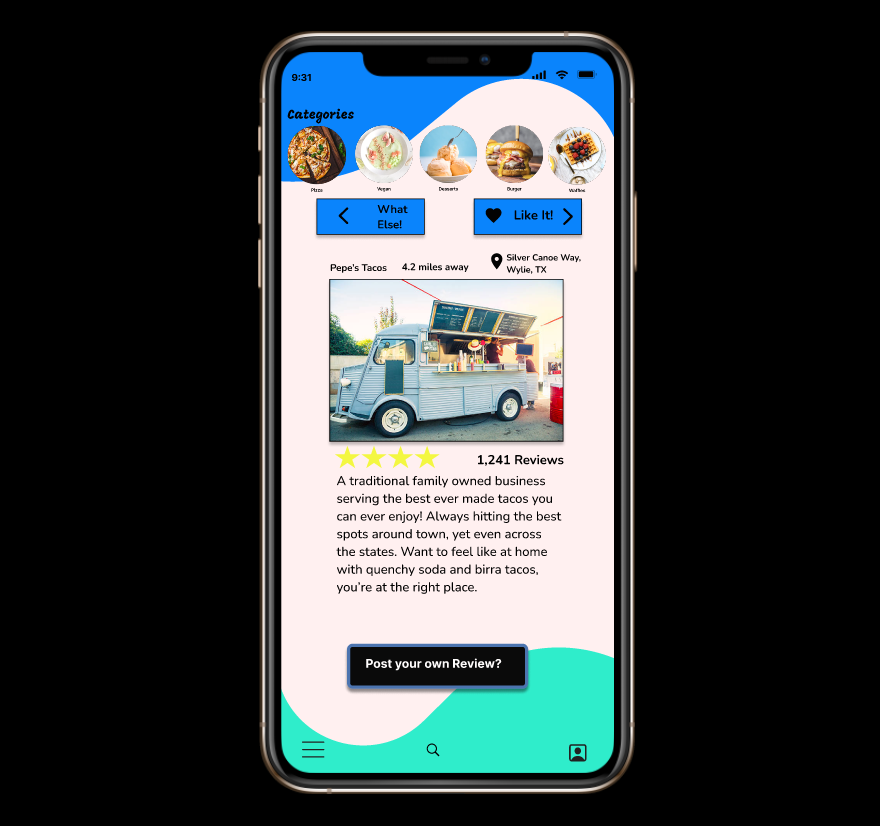 9:31
Categories
Pizza
Vegan
Desserts
Burger
Waffles
What
Else!
Like It!
Pepe's Tacos
4.2 miles away
Silver Canoe Way,
Wylie, TX
1,241 Reviews
A traditional family owned business
serving the best ever made tacos you
can ever enjoy! Always hitting the best
spots around town, yet even across
the states. Want to feel like at home
with quenchy soda and birra tacos,
you're at the right place.
Post your own Review?